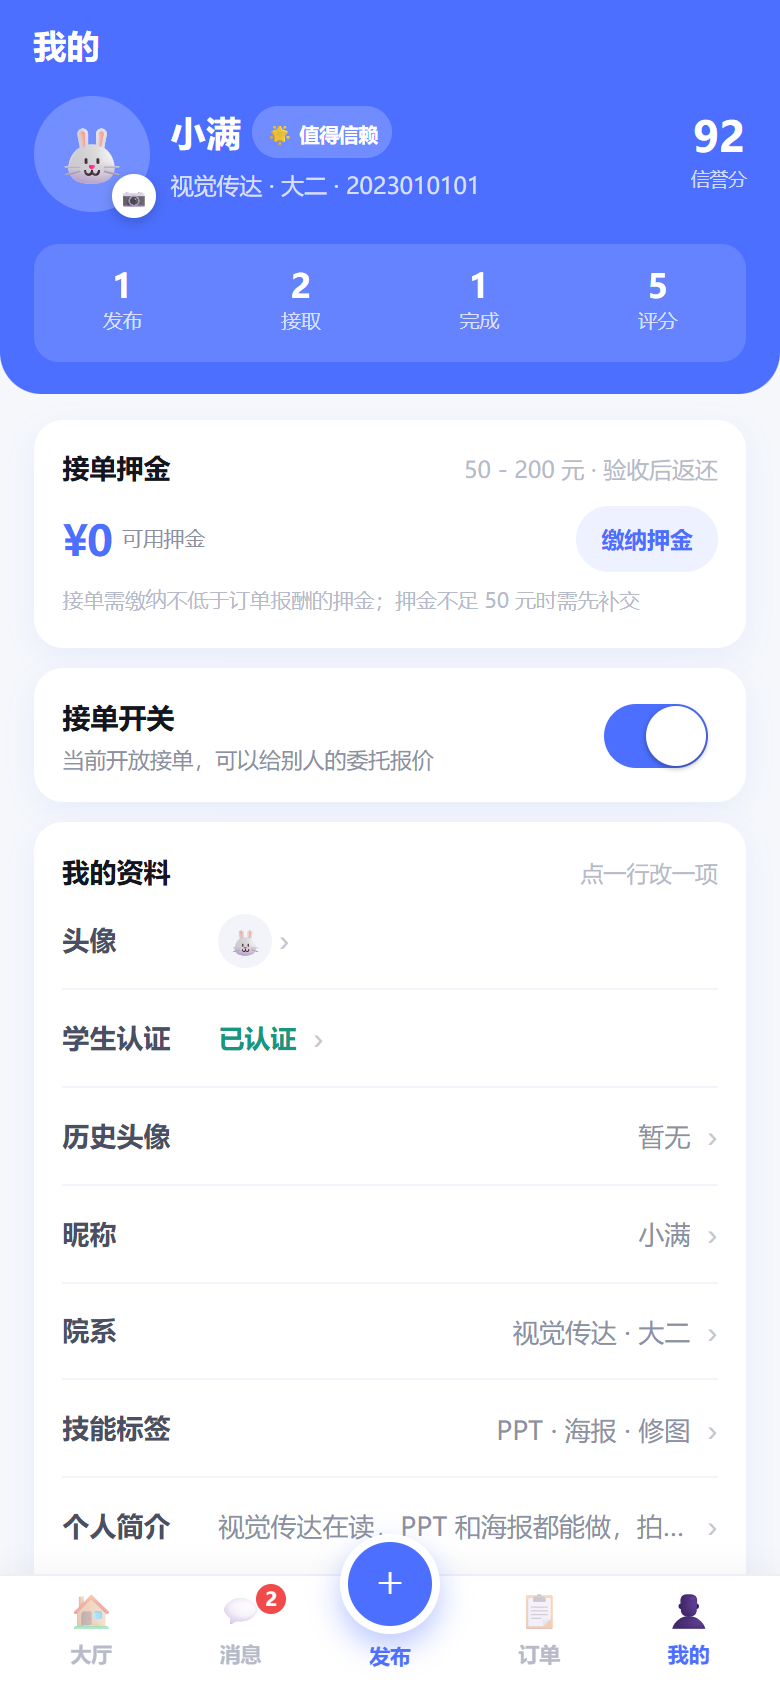 我的
小满 值得信赖
视觉传达 · 大二 · 2023010101
92
信誉分
1 2 1 5
发布 接取 完成 评分
接单押金 50 - 200 元 · 验收后返还
¥0 可用押金 缴纳押金
接单需缴纳不低于订单报酬的押金；押金不足 50 元时需先补交
接单开关
当前开放接单，可以给别人的委托报价
我的资料 点一行改一项
头像 ›
学生认证 已认证 ›
历史头像 暂无 ›
昵称 小满 ›
院系 视觉传达 · 大二 ›
技能标签 PPT · 海报 · 修图 ›
个人简介 视觉传达在读，PPT 和海报都能做，拍... ›
2
+
大厅 消息 发布 订单 我的